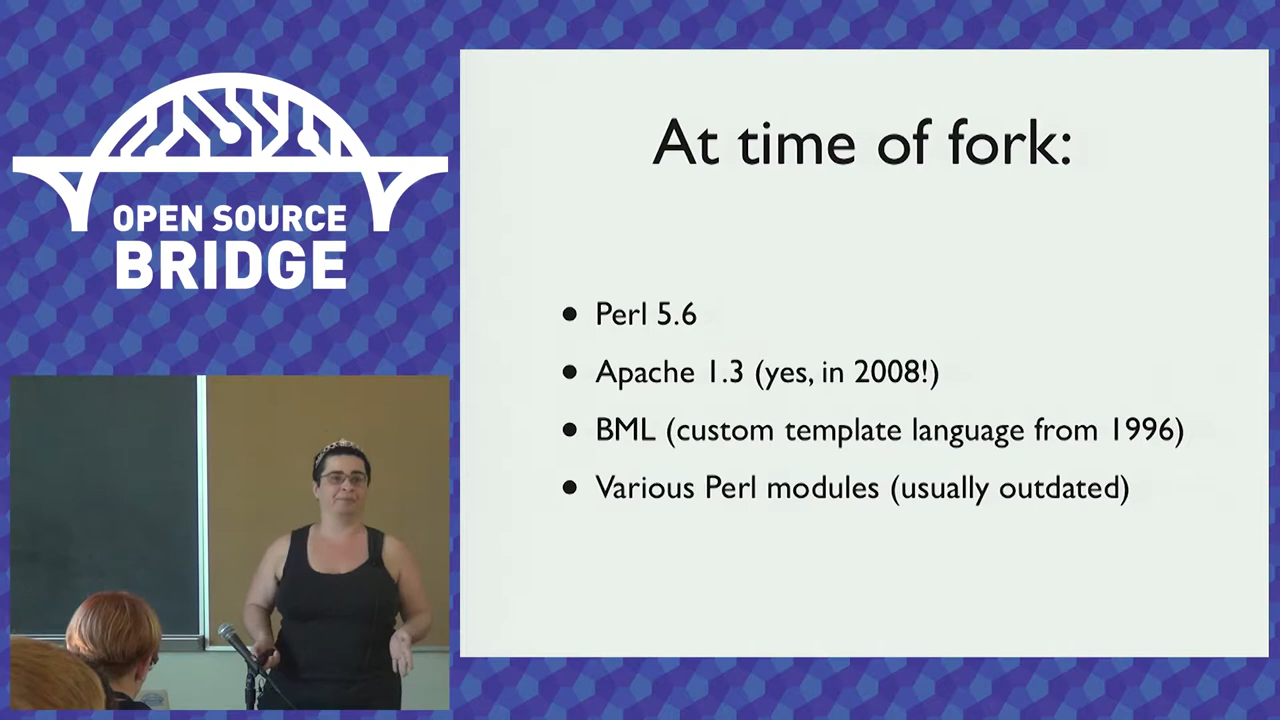 OPEN SOURCE
BRIDGE
At time of fork:
• Perl 5.6
• Apache 1.3 (yes, in 2008!)
• BML (custom template language from 1996)
• Various Perl modules (usually outdated)